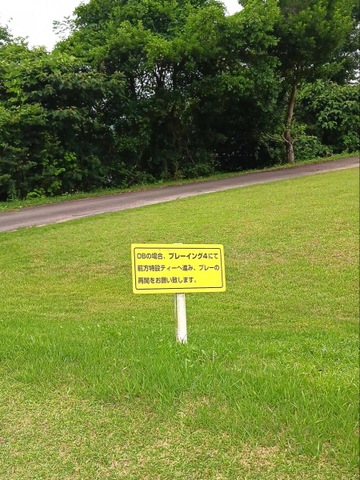 OBの場合、プレーイング4にて
前方特設ティーへ進み、プレーの
再開をお願い致します。